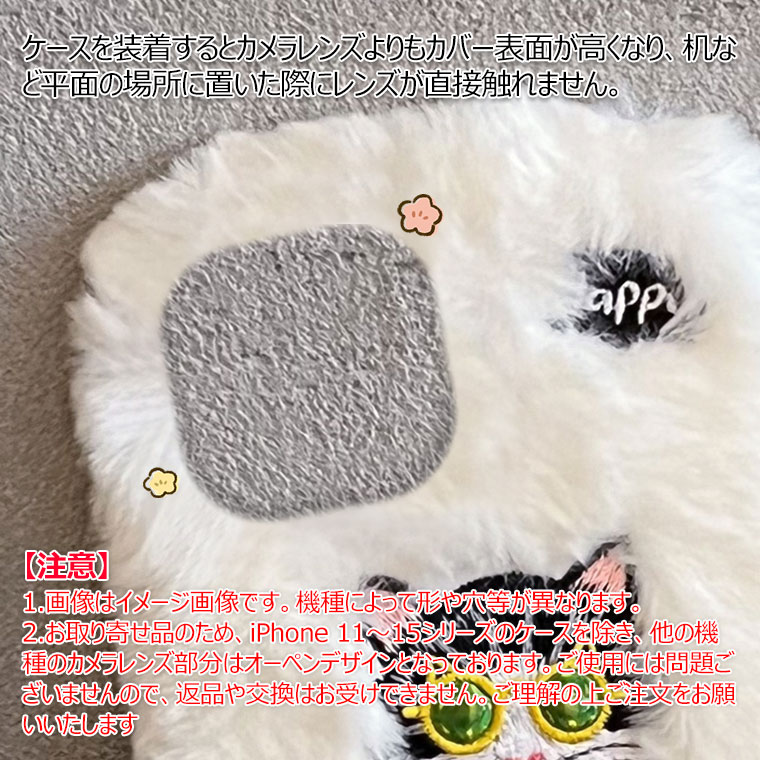 ケースを装着するとカメラレンズよりもカバー表面が高くなり、机な
ど平面の場所に置いた際にレンズが直接触れません。
appy
【注意】
1.画像はイメージ画像です。機種によって形や穴等が異なります。
2.お取り寄せ品のため、iPhone 11～15シリーズのケースを除き、他の機
種のカメラレンズ部分はオーペンデザインとなっております。ご使用には問題ご
ざいませんので、返品や交換はお受けできません。ご理解の上ご注文をお願
いいたします